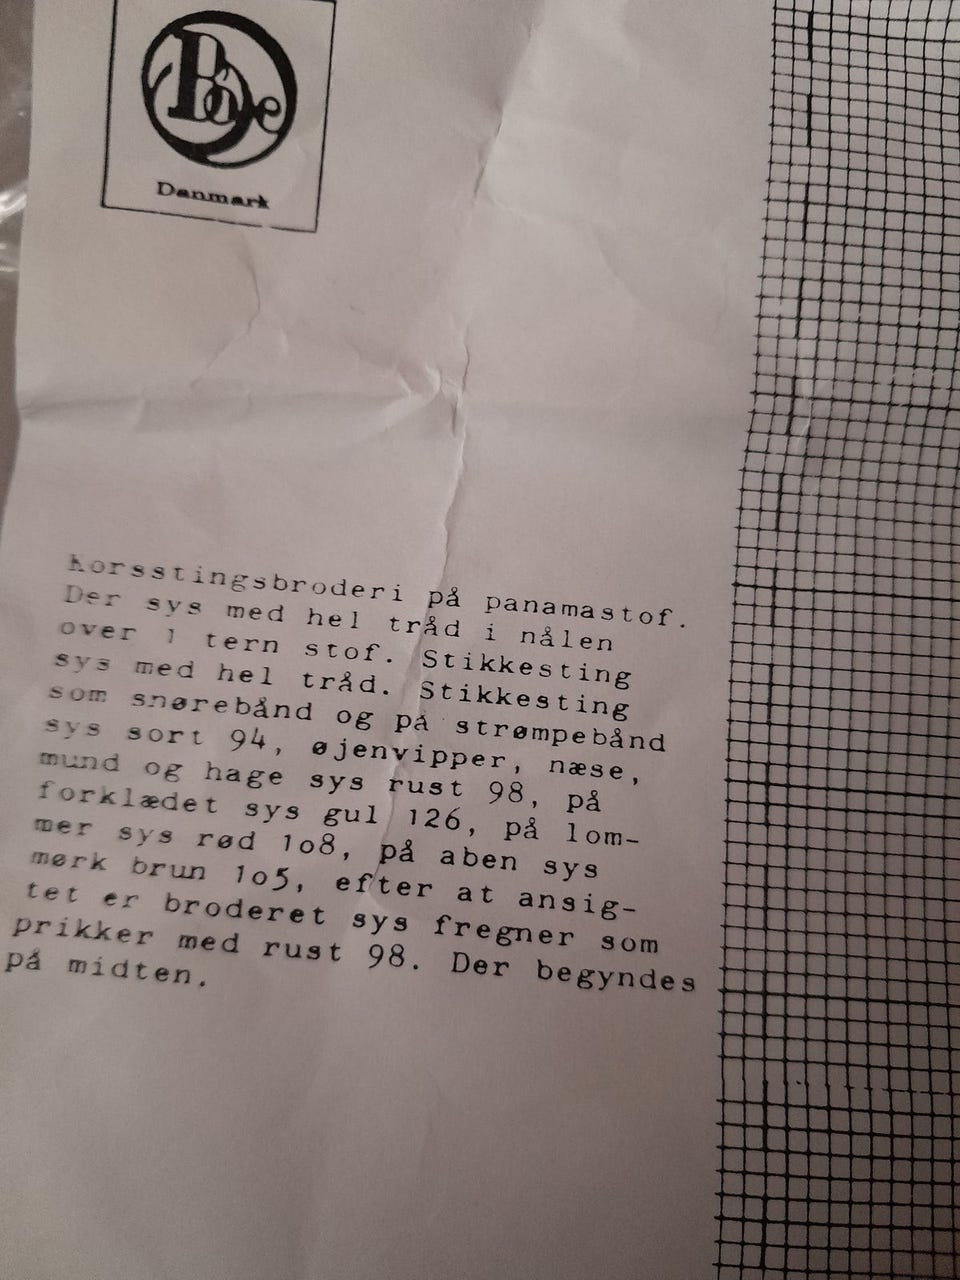 Danmark
Korsstingsbroderi på panamastof.
Der sys med hel tråd i nålen
over 1 tern stof. Stikkesting
sys med hel tråd. Stikkesting
som snørebånd og på strømpebånd
sys sort 94, øjenvipper, næse,
mund og hage sys rust 98, på
forklædet sys gul 126, på lom-
mer sys rød 1o8, på aben sys
mørk brun 1o5, efter at ansig-
tet er broderet sys fregner som
prikker med rust 98. Der begyndes
på midten.